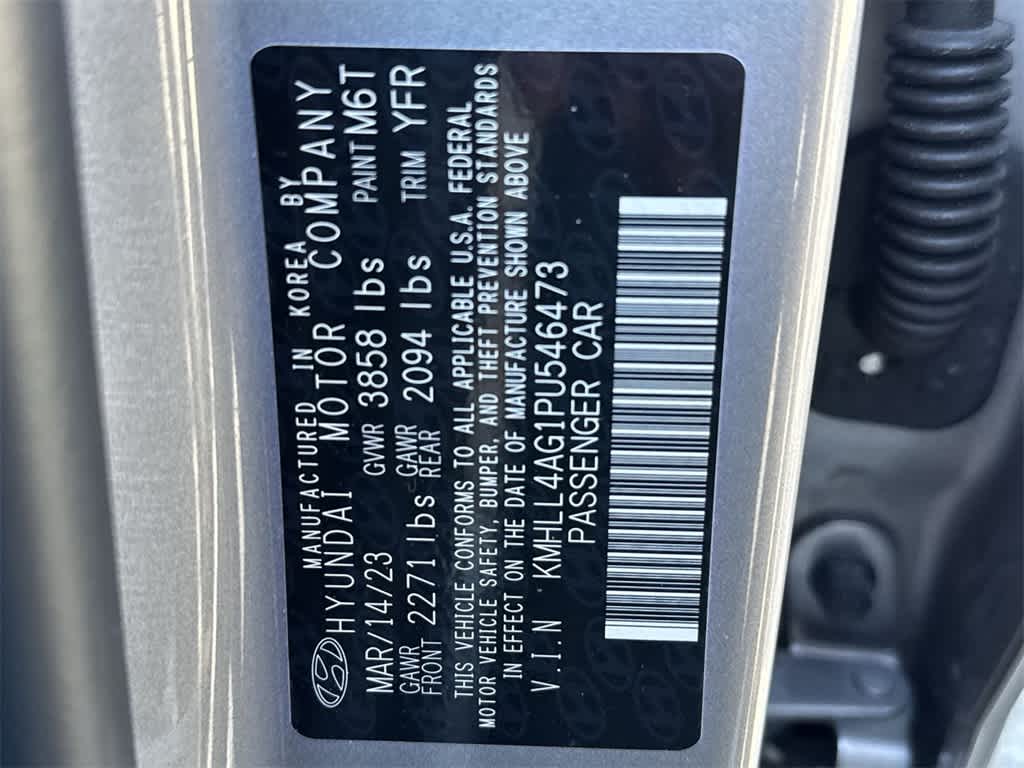 MANUFACTURED IN KOREA BY
HYUNDAI MOTOR COMPANY
MAR/14/23 GVWR 3858 lbs PAINT M6T
GAWR FRONT 2271 lbs GAWR REAR 2094 lbs TRIM YFR
THIS VEHICLE CONFORMS TO ALL APPLICABLE U.S.A. FEDERAL
MOTOR VEHICLE SAFETY, BUMPER, AND THEFT PREVENTION STANDARDS
IN EFFECT ON THE DATE OF MANUFACTURE SHOWN ABOVE
V.I.N KMHLL4AG1PU546473
PASSENGER CAR